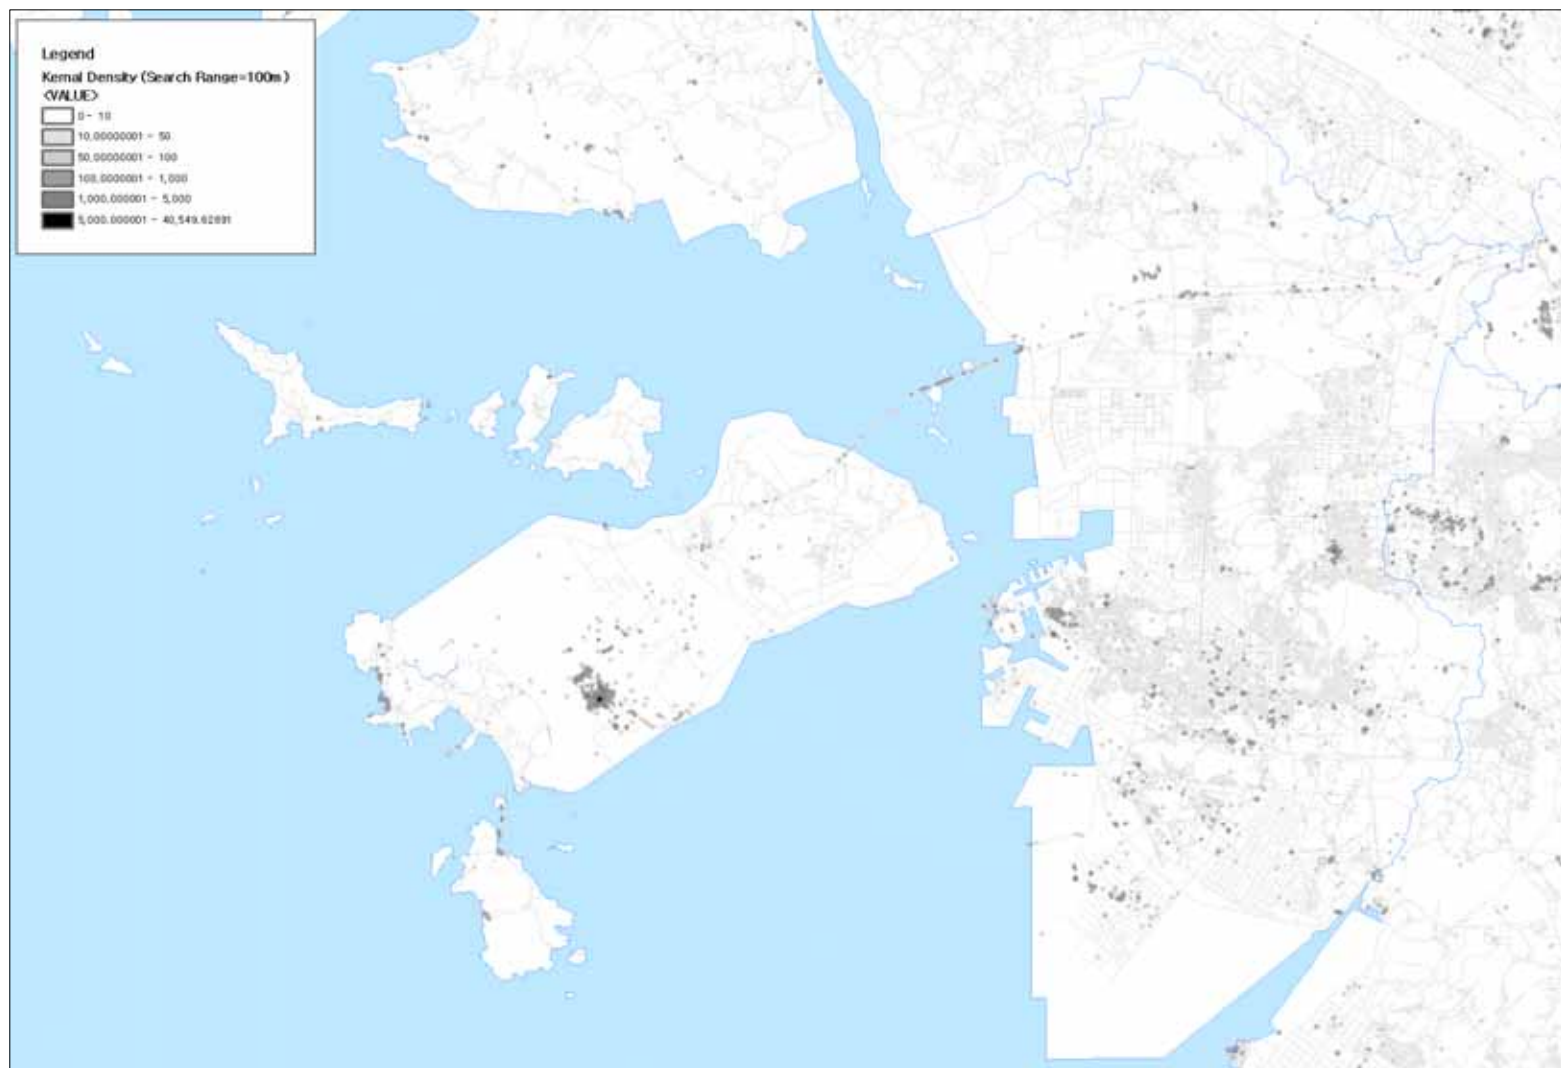 Legend
Kernal Density (Search Range=100m)
<VALUE>
0 - 10
10.00000001 - 50
50.00000001 - 100
100.0000001 - 1,000
1,000.000001 - 5,000
5,000.000001 - 40,549.62891